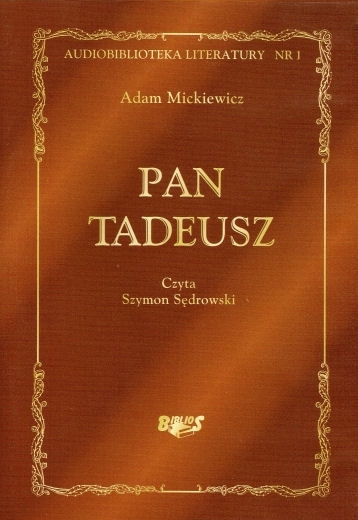 AUDIOBIBLIOTEKA LITERATURY NR 1
Adam Mickiewicz
PAN
TADEUSZ
Czyta
Szymon Sędrowski
BIBLIOS